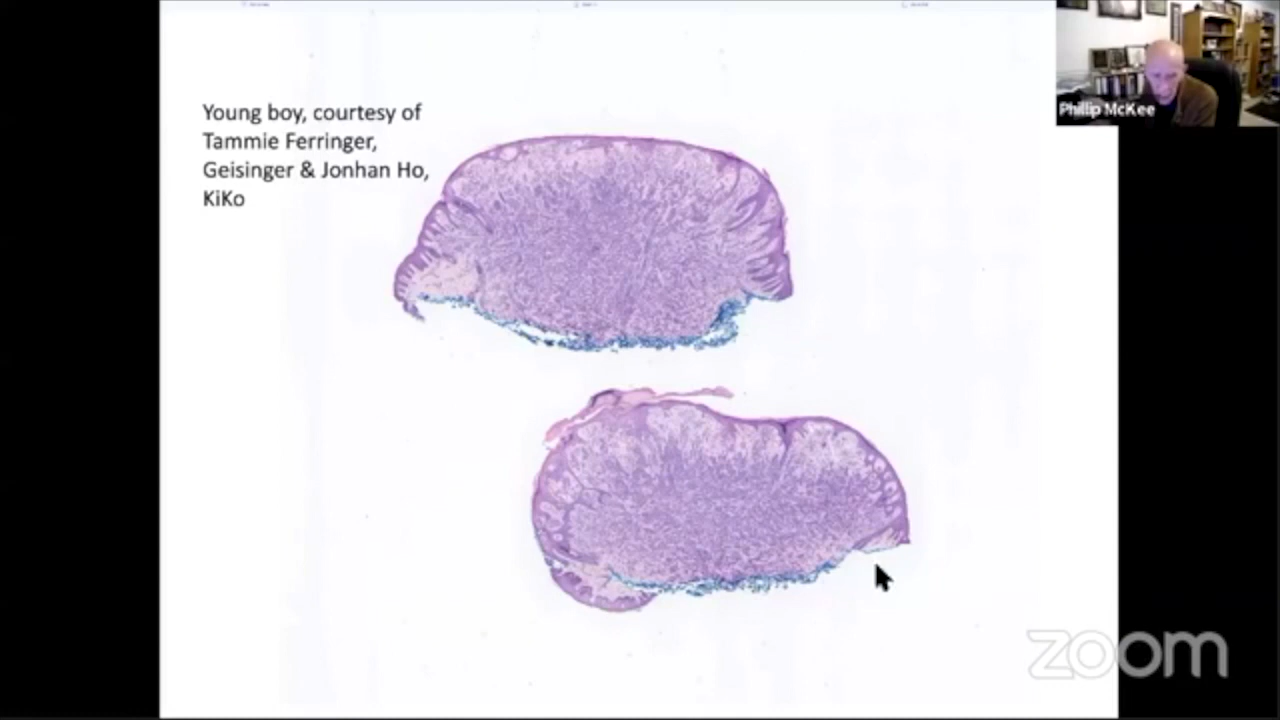 Young boy, courtesy of
Tammie Ferringer,
Geisinger & Jonhan Ho,
KiKo
Phillip McKee
zoom